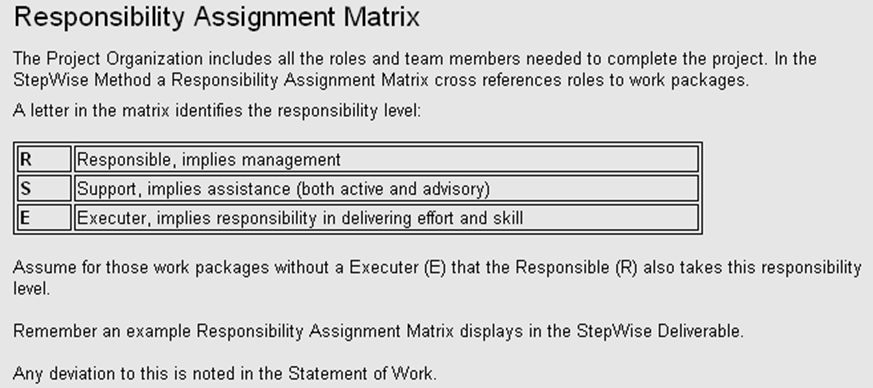 Responsibility Assignment Matrix
The Project Organization includes all the roles and team members needed to complete the project. In the
StepWise Method a Responsibility Assignment Matrix cross references roles to work packages.
A letter in the matrix identifies the responsibility level:
R Responsible, implies management
S Support, implies assistance (both active and advisory)
E Executer, implies responsibility in delivering effort and skill
Assume for those work packages without a Executer (E) that the Responsible (R) also takes this responsibility
level.
Remember an example Responsibility Assignment Matrix displays in the StepWise Deliverable.
Any deviation to this is noted in the Statement of Work.